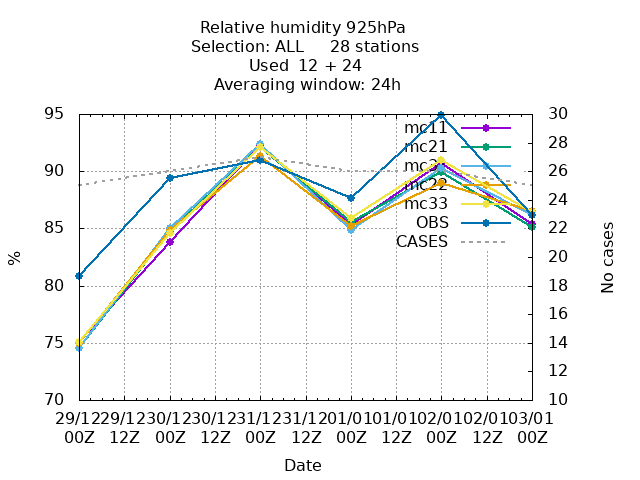 Relative humidity 925hPa
Selection: ALL 28 stations
Used 12 + 24
Averaging window: 24h
95
90
85
80
75
70
%
30
28
26
24
22
20
18
16
14
12
10
No cases
mc11
mc21
mc22
mc33
OBS
CASES
29/12 29/12 30/12 30/12 31/12 31/12 01/01 01/01 02/01 02/01 03/01
00Z 12Z 00Z 12Z 00Z 12Z 00Z 12Z 00Z 12Z 00Z
Date